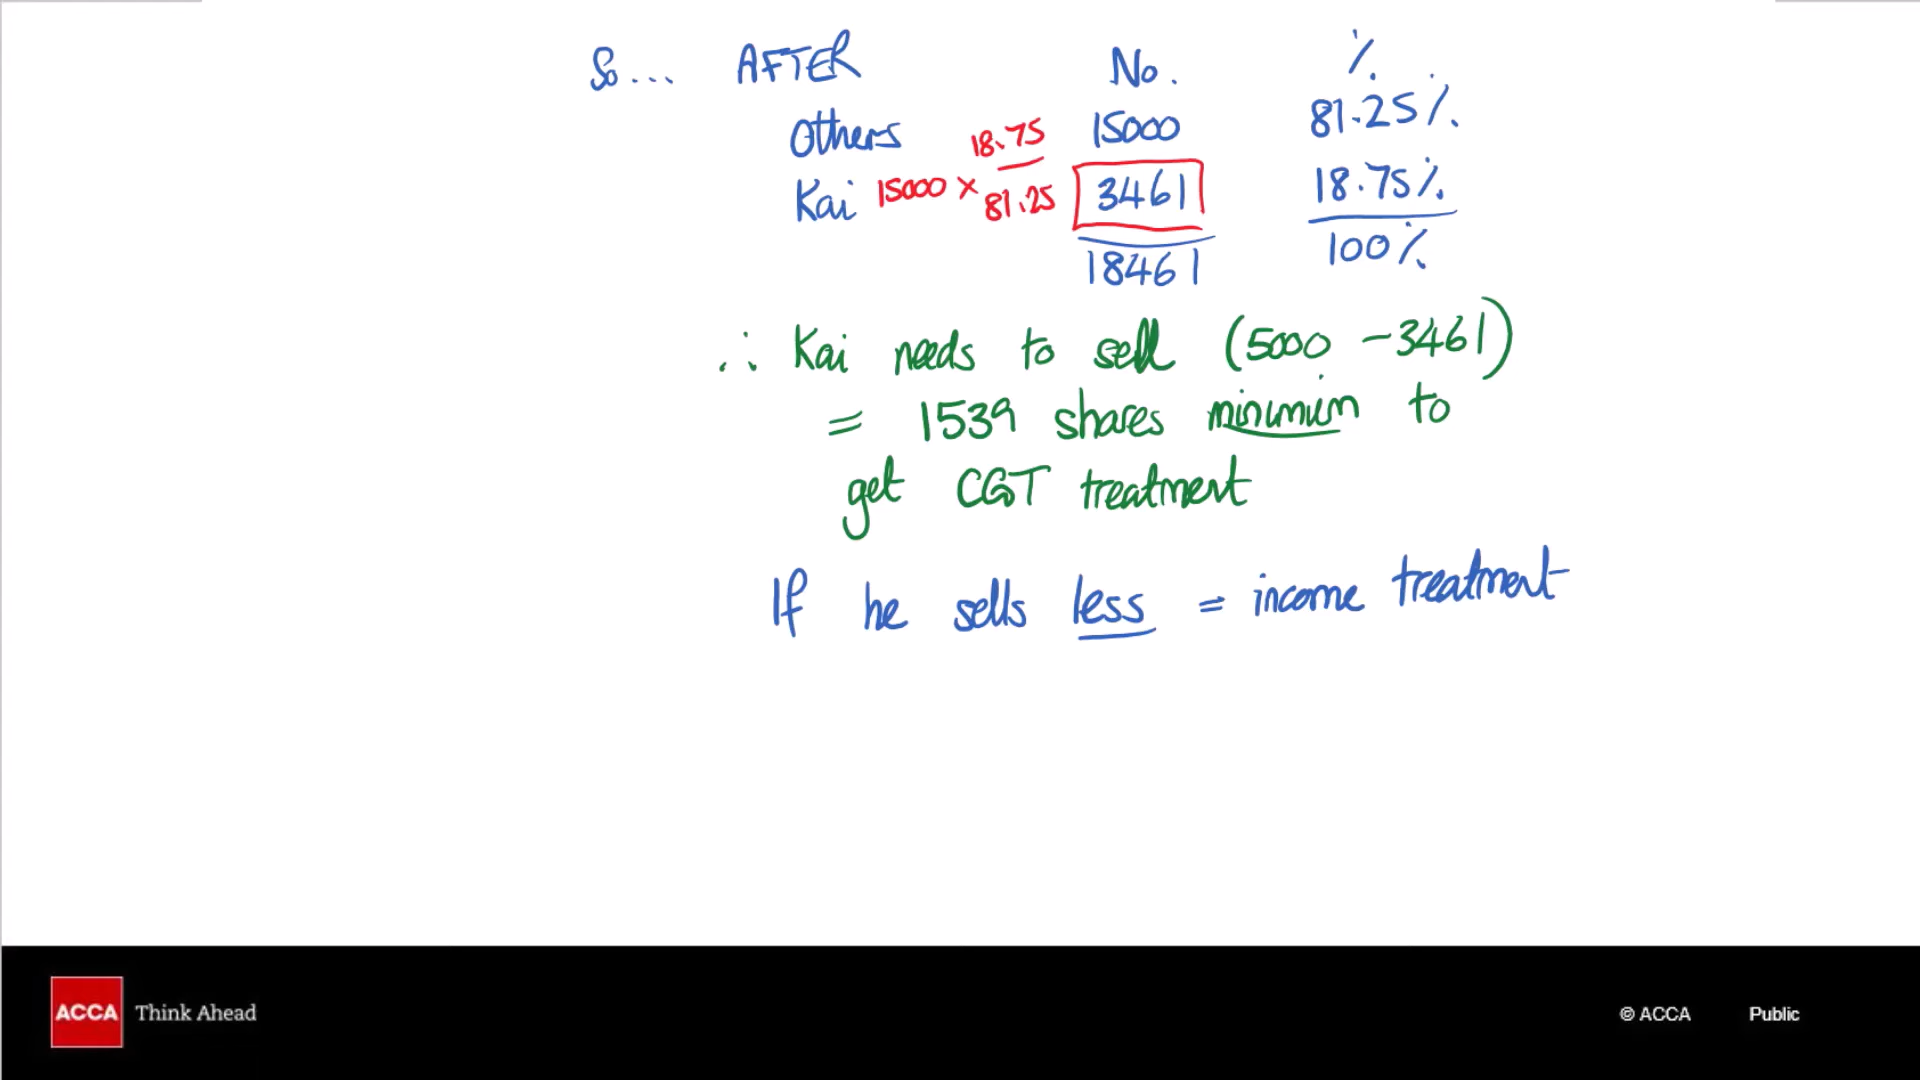 So... AFTER No. %
Others 15000 81.25%
Kai 15000 × 18.75 / 81.25 3461 18.75%
18461 100%
∴ Kai needs to sell (5000 - 3461)
= 1539 shares minimum to
get CGT treatment
If he sells less = income treatment
ACCA Think Ahead © ACCA Public